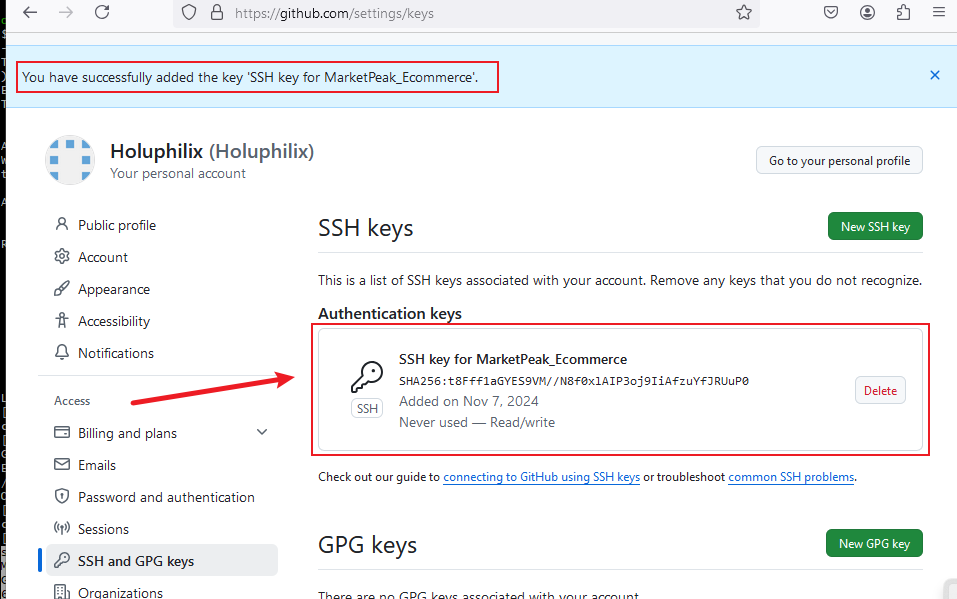 https://github.com/settings/keys
You have successfully added the key 'SSH key for MarketPeak_Ecommerce'.
Holuphilix (Holuphilix)
Your personal account
Go to your personal profile
Public profile
Account
Appearance
Accessibility
Notifications
Access
Billing and plans
Emails
Password and authentication
Sessions
SSH and GPG keys
Organizations
SSH keys
New SSH key
This is a list of SSH keys associated with your account. Remove any keys that you do not recognize.
Authentication keys
SSH key for MarketPeak_Ecommerce
SHA256:t8Fff1aGYES9VM//N8f0xlAIP3oj9IiAfzuYfJRUuP0
Added on Nov 7, 2024
Never used — Read/write
SSH
Delete
Check out our guide to connecting to GitHub using SSH keys or troubleshoot common SSH problems.
GPG keys
New GPG key
There are no GPG keys associated with your account.